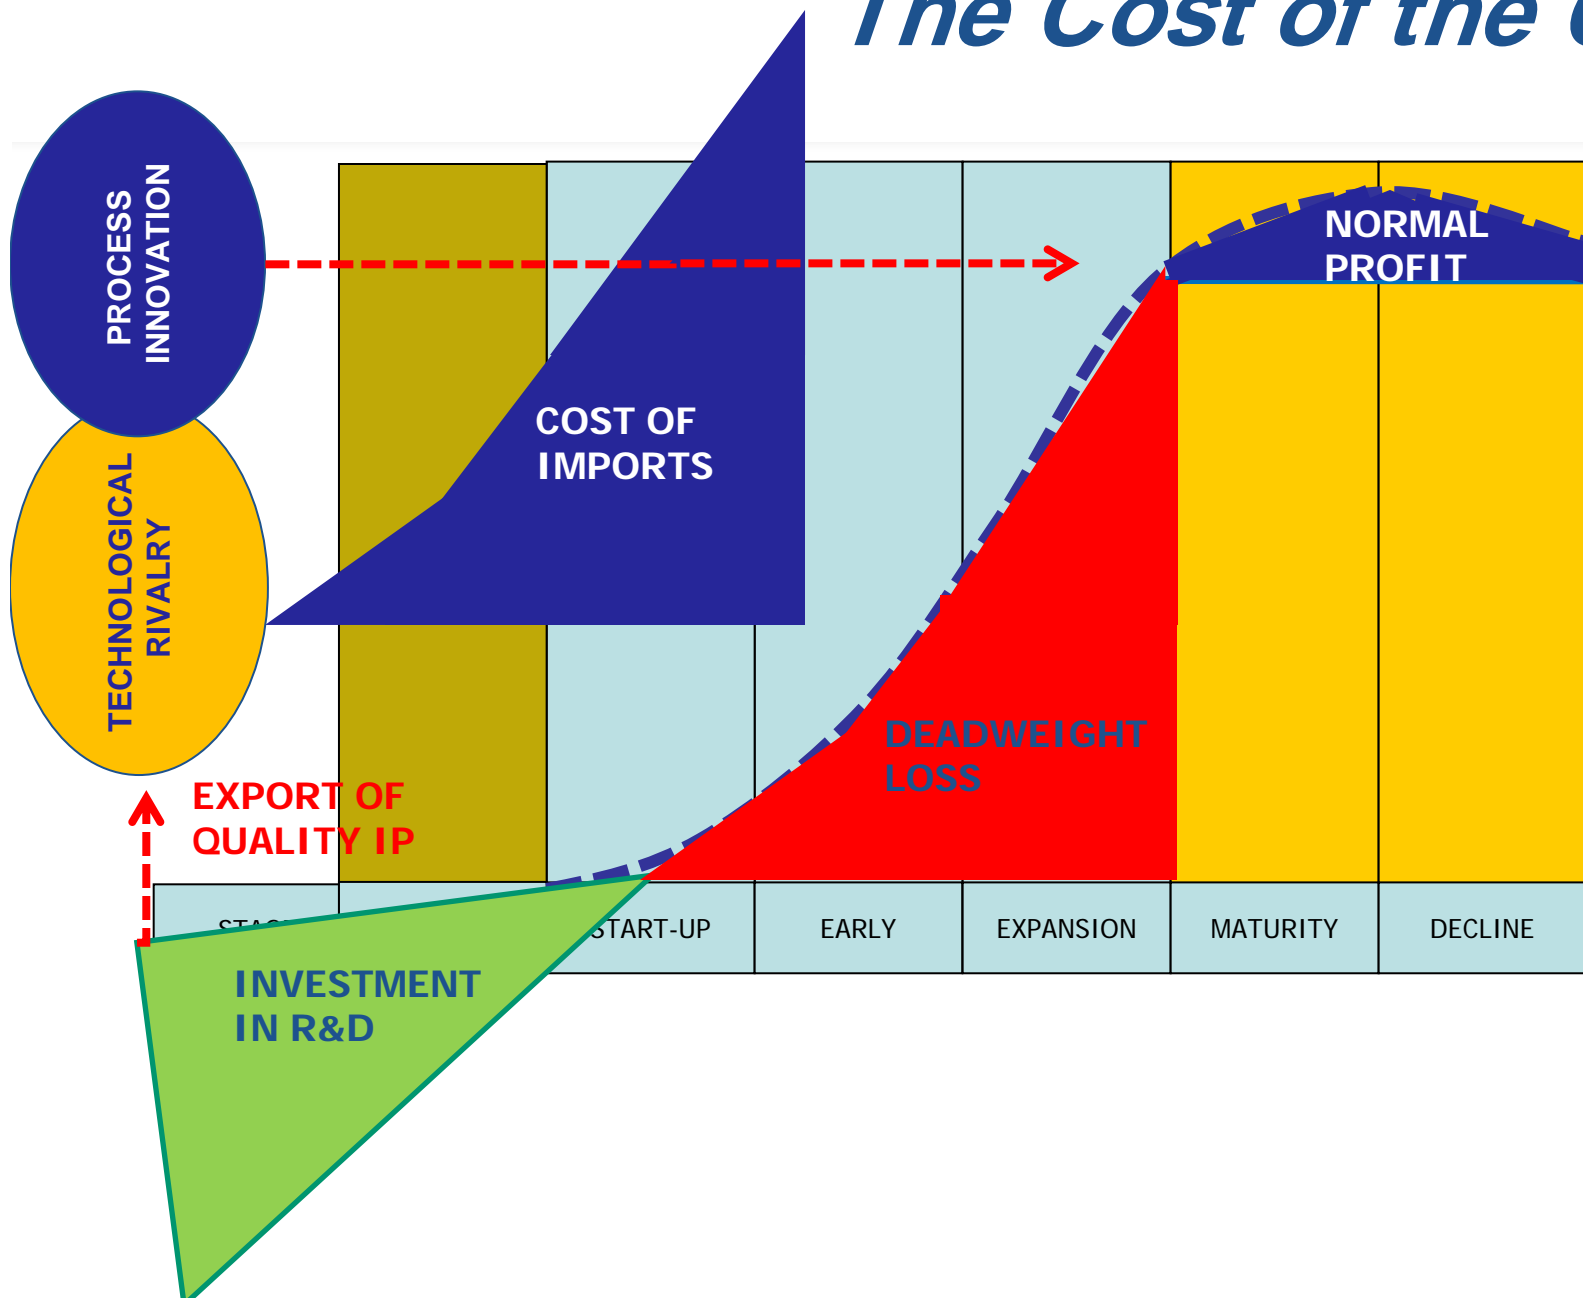 The Cost of the
PROCESS
INNOVATION
NORMAL
PROFIT
COST OF
IMPORTS
TECHNOLOGICAL
RIVALRY
DEADWEIGHT
LOSS
EXPORT OF
QUALITY IP
START-UP
EARLY
EXPANSION
MATURITY
DECLINE
INVESTMENT
IN R&D